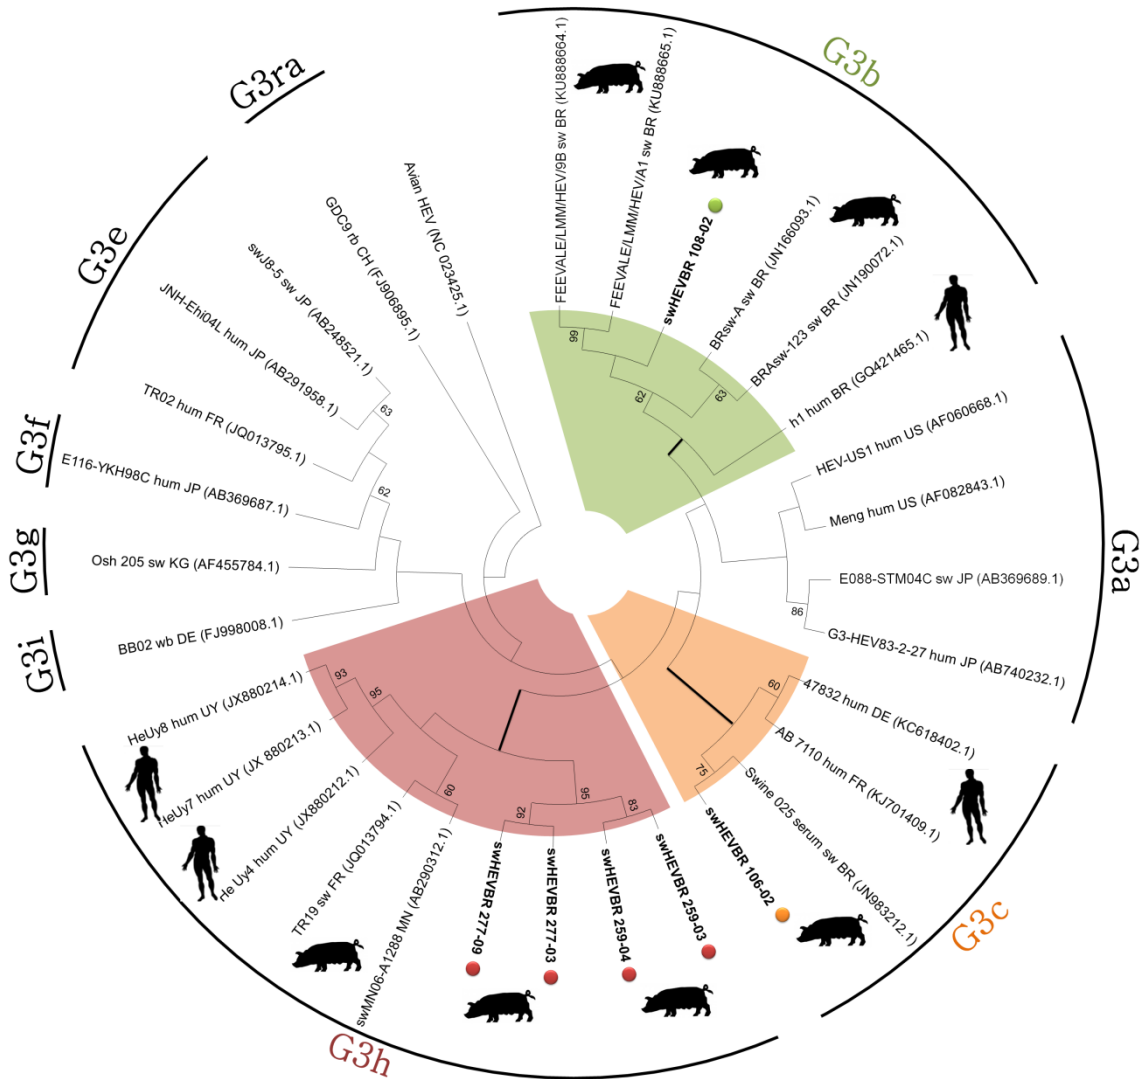 G3b
FEEVALE/LMM/HEV/9B sw BR (KU888664.1)
FEEVALE/LMM/HEV/A1 sw BR (KU888665.1)
swHEVBR 108-02
BRsw-A sw BR (JN166093.1)
BRAsw-123 sw BR (JN190072.1)
h1 hum BR (GQ421465.1)
99
62
63
G3a
HEV-US1 hum US (AF060668.1)
Meng hum US (AF082843.1)
E088-STM04C sw JP (AB369689.1)
G3-HEV83-2-27 hum JP (AB740232.1)
86
G3c
47832 hum DE (KC618402.1)
AB 7110 hum FR (KJ701409.1)
Swine 025 serum sw BR (JN983212.1)
swHEVBR 106-02
60
75
G3h
swHEVBR 259-03
swHEVBR 259-04
swHEVBR 277-03
swHEVBR 277-09
swMN06-A1288 MN (AB290312.1)
TR19 sw FR (JQ013794.1)
He Uy4 hum UY (JX880212.1)
HeUy7 hum UY (JX 880213.1)
HeUy8 hum UY (JX880214.1)
83
95
92
60
95
93
G3i
BB02 wb DE (FJ998008.1)
G3g
Osh 205 sw KG (AF455784.1)
G3f
E116-YKH98C hum JP (AB369687.1)
62
G3e
TR02 hum FR (JQ013795.1)
JNH-Ehi04L hum JP (AB291958.1)
swJ8-5 sw JP (AB248521.1)
63
G3ra
GDC9 rb CH (FJ906895.1)
Avian HEV (NC 023425.1)